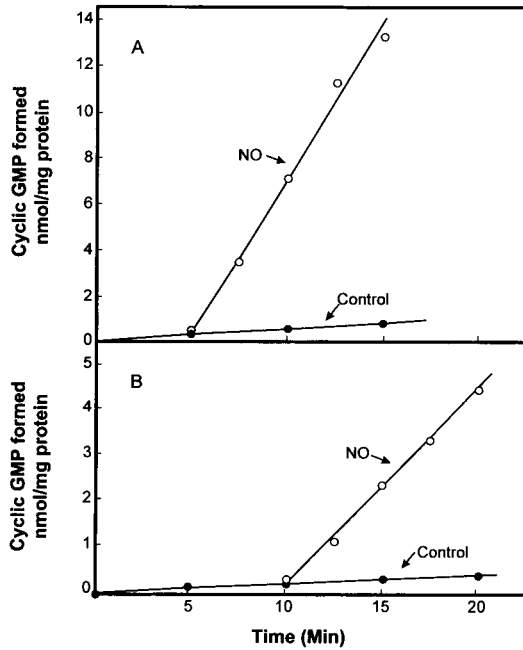 14
A
12
10
8
NO
6
4
Control
2
0
Cyclic GMP formed
nmol/mg protein
5
B
4
3
NO
2
1
Control
0
Cyclic GMP formed
nmol/mg protein
5
10
15
20
Time (Min)